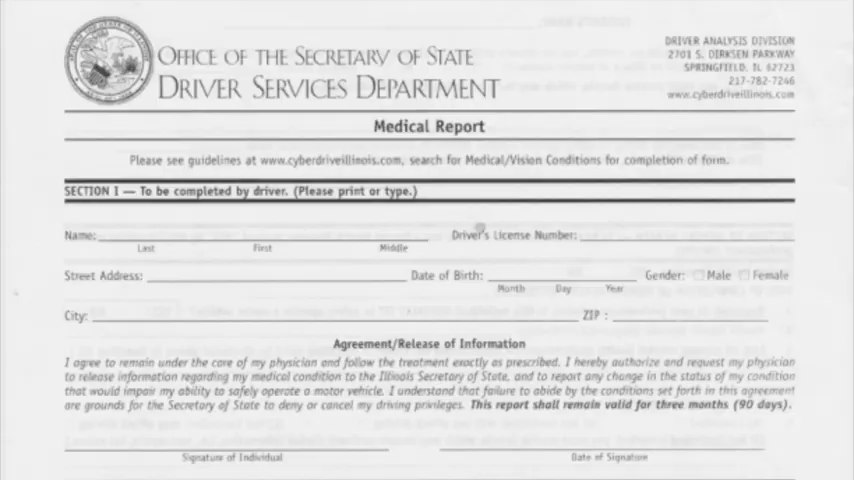 OFFICE OF THE SECRETARY OF STATE
DRIVER SERVICES DEPARTMENT
DRIVER ANALYSIS DIVISION
2701 S. DIRKSEN PARKWAY
SPRINGFIELD, IL 62723
217-782-7246
www.cyberdriveillinois.com
Medical Report
Please see guidelines at www.cyberdriveillinois.com, search for Medical/Vision Conditions for completion of form.
SECTION I — To be completed by driver. (Please print or type.)
Name: Driver's License Number:
Last First Middle
Street Address: Date of Birth: Gender: Male Female
Month Day Year
City: ZIP :
Agreement/Release of Information
I agree to remain under the care of my physician and follow the treatment exactly as prescribed. I hereby authorize and request my physician
to release information regarding my medical condition to the Illinois Secretary of State, and to report any change in the status of my condition
that would impair my ability to safely operate a motor vehicle. I understand that failure to abide by the conditions set forth in this agreement
are grounds for the Secretary of State to deny or cancel my driving privileges. This report shall remain valid for three months (90 days).
Signature of Individual Date of Signature